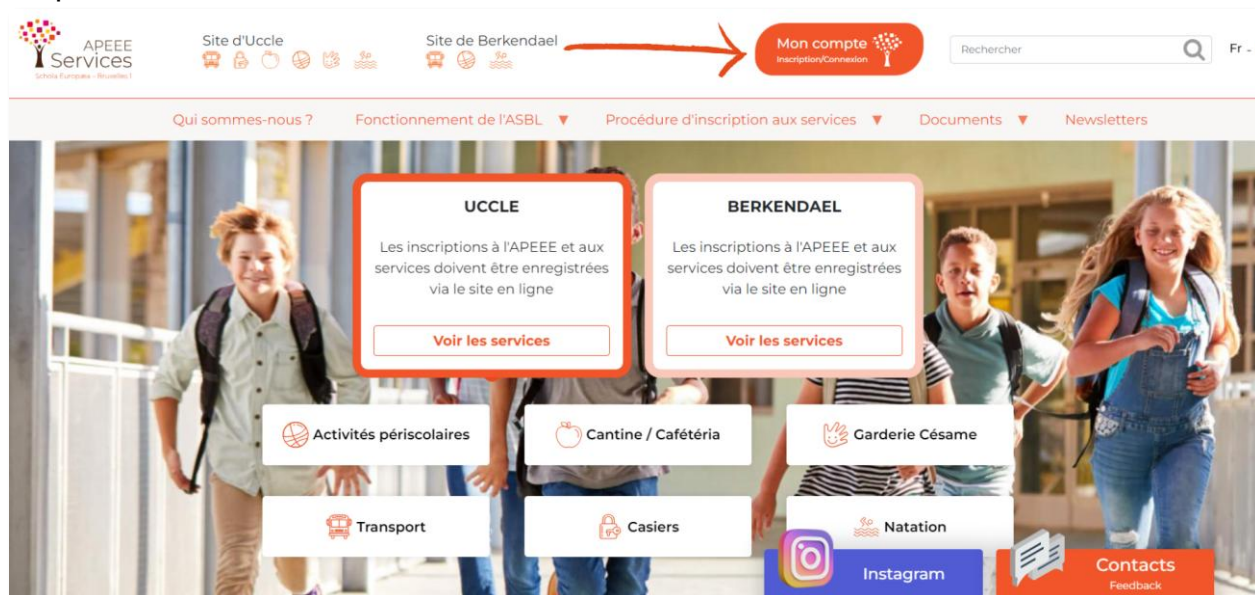 APEEE
Services
Schola Europaea - Bruxelles I
Site d'Uccle
Site de Berkendael
Mon compte
Inscription/Connexion
Rechercher
Fr
Qui sommes-nous ?
Fonctionnement de l'ASBL ▼
Procédure d'inscription aux services ▼
Documents ▼
Newsletters
UCCLE
Les inscriptions à l'APEEE et aux
services doivent être enregistrées
via le site en ligne
Voir les services
BERKENDAEL
Les inscriptions à l'APEEE et aux
services doivent être enregistrées
via le site en ligne
Voir les services
Activités périscolaires
Cantine / Cafétéria
Garderie Césame
Transport
Casiers
Natation
Instagram
Contacts
Feedback